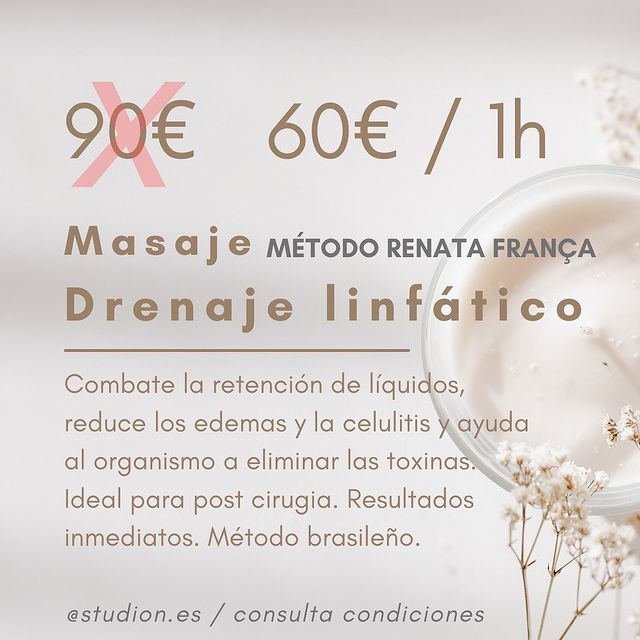 90€ 60€ / 1h
Masaje MÉTODO RENATA FRANÇA
Drenaje linfático
Combate la retención de líquidos,
reduce los edemas y la celulitis y ayuda
al organismo a eliminar las toxinas.
Ideal para post cirugia. Resultados
inmediatos. Método brasileño.
@studion.es / consulta condiciones